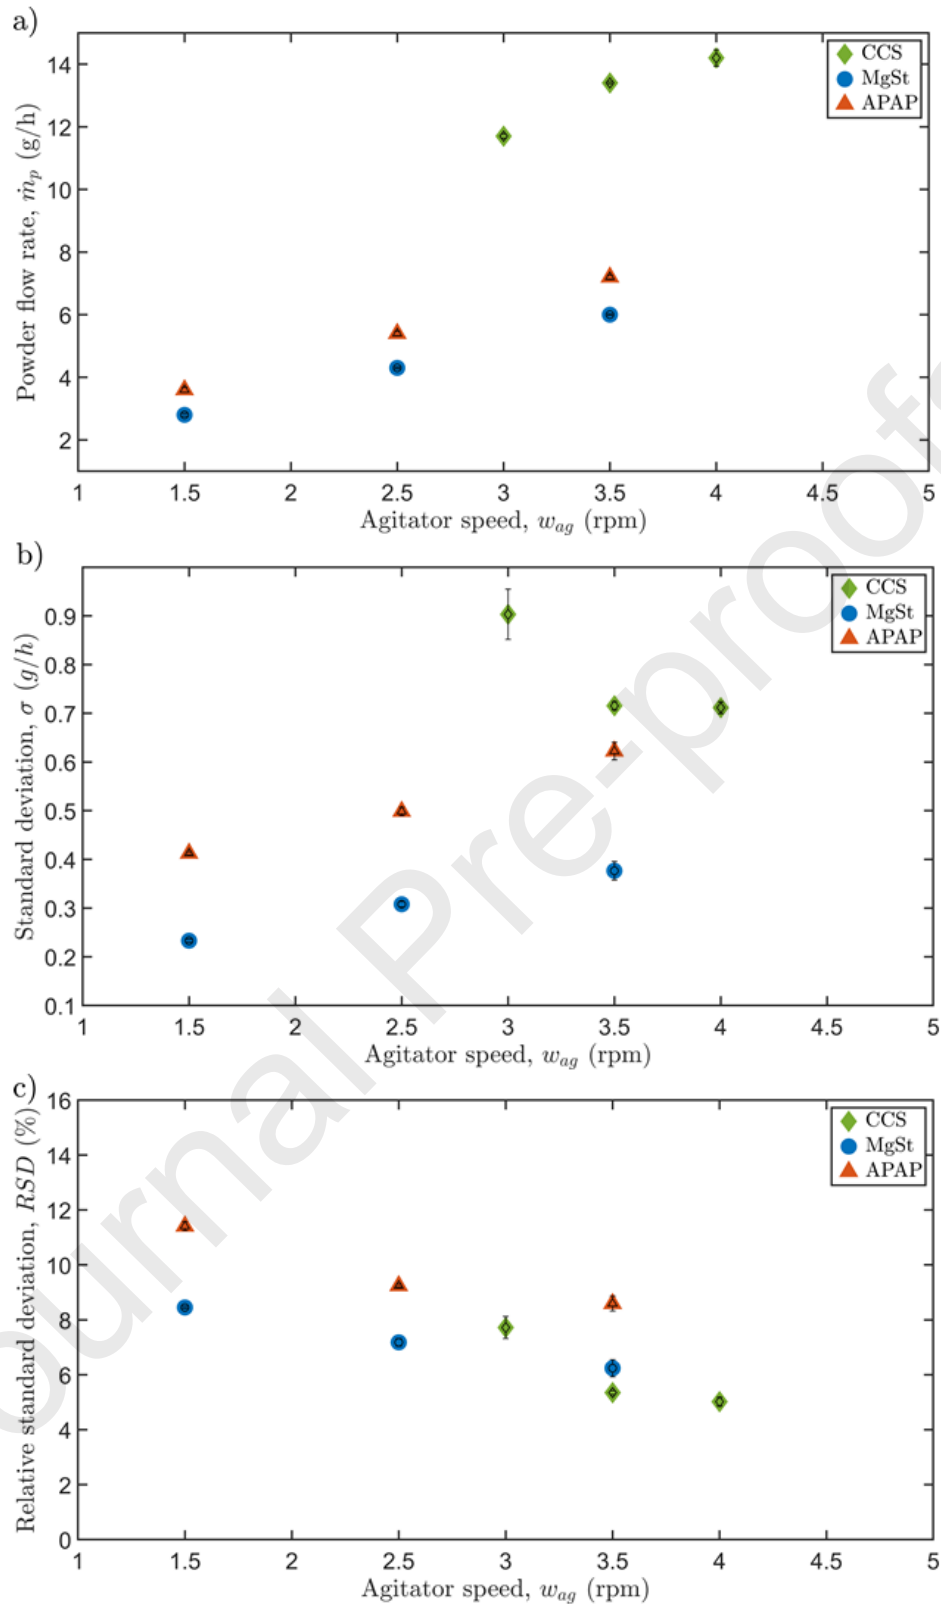 a)
Powder flow rate, ṁₚ (g/h)
14
12
10
8
6
4
2
CCS
MgSt
APAP
1 1.5 2 2.5 3 3.5 4 4.5 5
Agitator speed, w_ag (rpm)
b)
Standard deviation, σ (g/h)
0.9
0.8
0.7
0.6
0.5
0.4
0.3
0.2
0.1
CCS
MgSt
APAP
1 1.5 2 2.5 3 3.5 4 4.5 5
Agitator speed, w_ag (rpm)
c)
Relative standard deviation, RSD (%)
16
14
12
10
8
6
4
2
0
CCS
MgSt
APAP
1 1.5 2 2.5 3 3.5 4 4.5 5
Agitator speed, w_ag (rpm)
ournal Pre-proofs